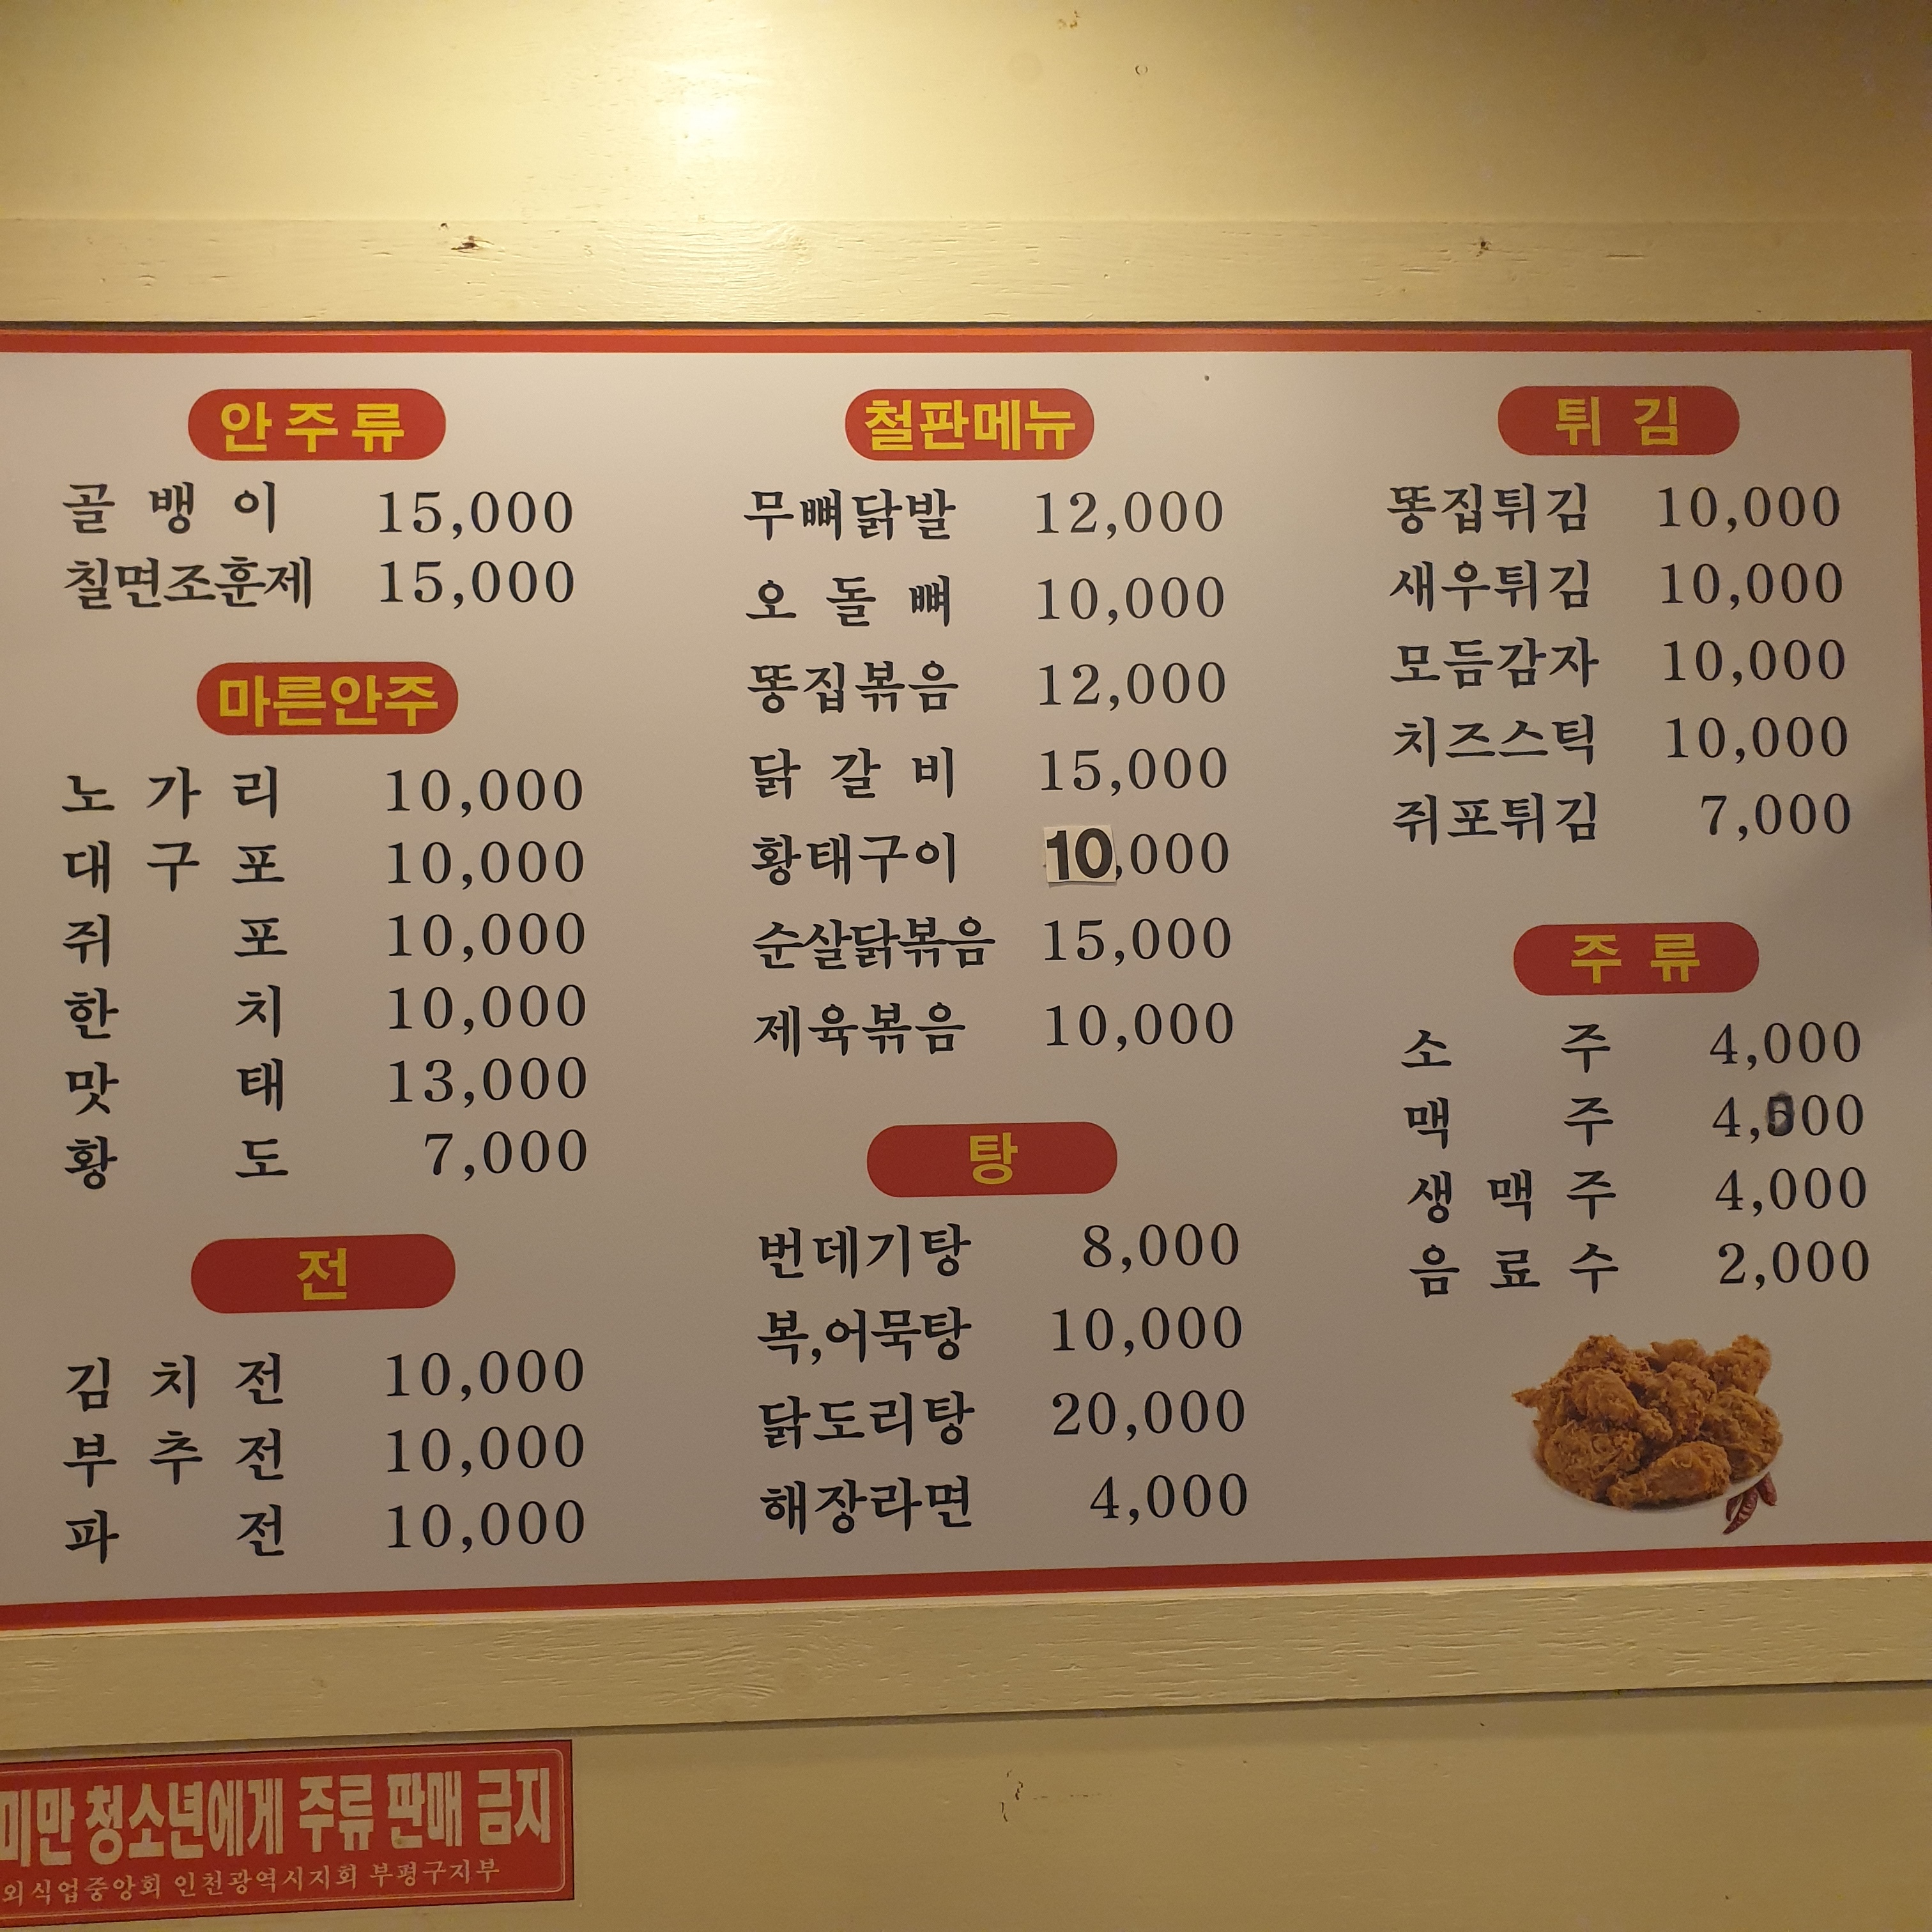 안주류
골뱅이 15,000
칠면조훈제 15,000
마른안주
노가리 10,000
대구포 10,000
쥐포 10,000
한치 10,000
맛태 13,000
황도 7,000
전
김치전 10,000
부추전 10,000
파전 10,000
철판메뉴
무뼈닭발 12,000
오돌뼈 10,000
똥집볶음 12,000
닭갈비 15,000
황태구이 10,000
순살닭볶음 15,000
제육볶음 10,000
탕
번데기탕 8,000
복,어묵탕 10,000
닭도리탕 20,000
해장라면 4,000
튀김
똥집튀김 10,000
새우튀김 10,000
모듬감자 10,000
치즈스틱 10,000
쥐포튀김 7,000
주류
소주 4,000
맥주
생맥주 4,000
음료수 2,000
미만 청소년에게 주류 판매 금지
외식업중앙회 인천광역시지회 부평구지부